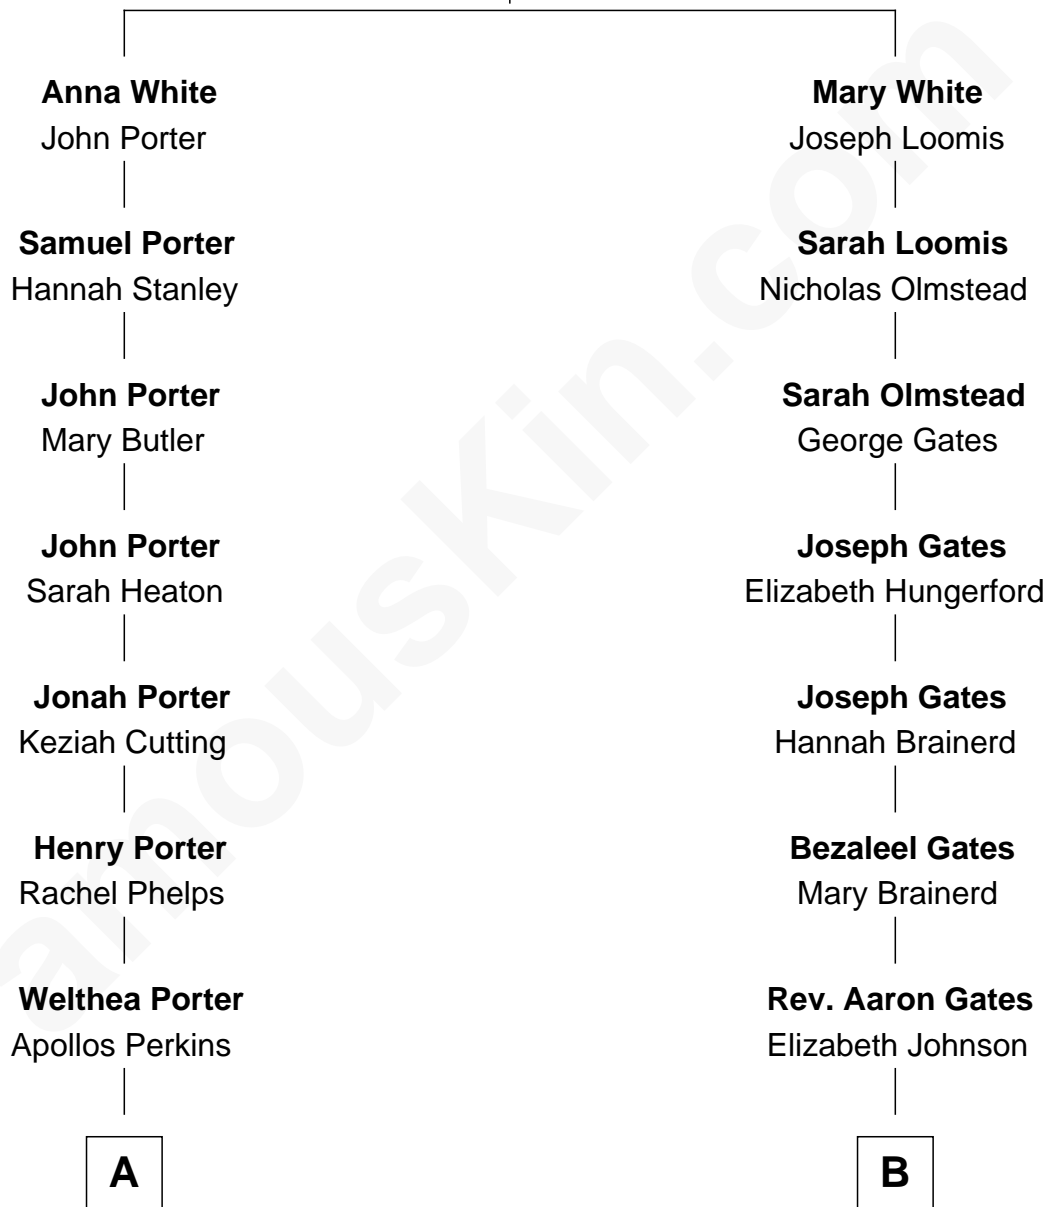 Anna White
John Porter
Samuel Porter
Hannah Stanley
John Porter
Mary Butler
John Porter
Sarah Heaton
Jonah Porter
Keziah Cutting
Henry Porter
Rachel Phelps
Welthea Porter
Apollos Perkins
A
Mary White
Joseph Loomis
Sarah Loomis
Nicholas Olmstead
Sarah Olmstead
George Gates
Joseph Gates
Elizabeth Hungerford
Joseph Gates
Hannah Brainerd
Bezaleel Gates
Mary Brainerd
Rev. Aaron Gates
Elizabeth Johnson
B
amousKin.com